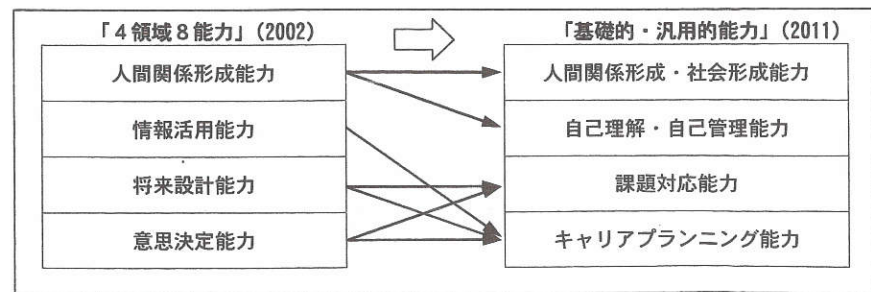 「4領域8能力」(2002)
「基礎的・汎用的能力」(2011)
人間関係形成能力
人間関係形成・社会形成能力
情報活用能力
自己理解・自己管理能力
将来設計能力
課題対応能力
意思決定能力
キャリアプランニング能力